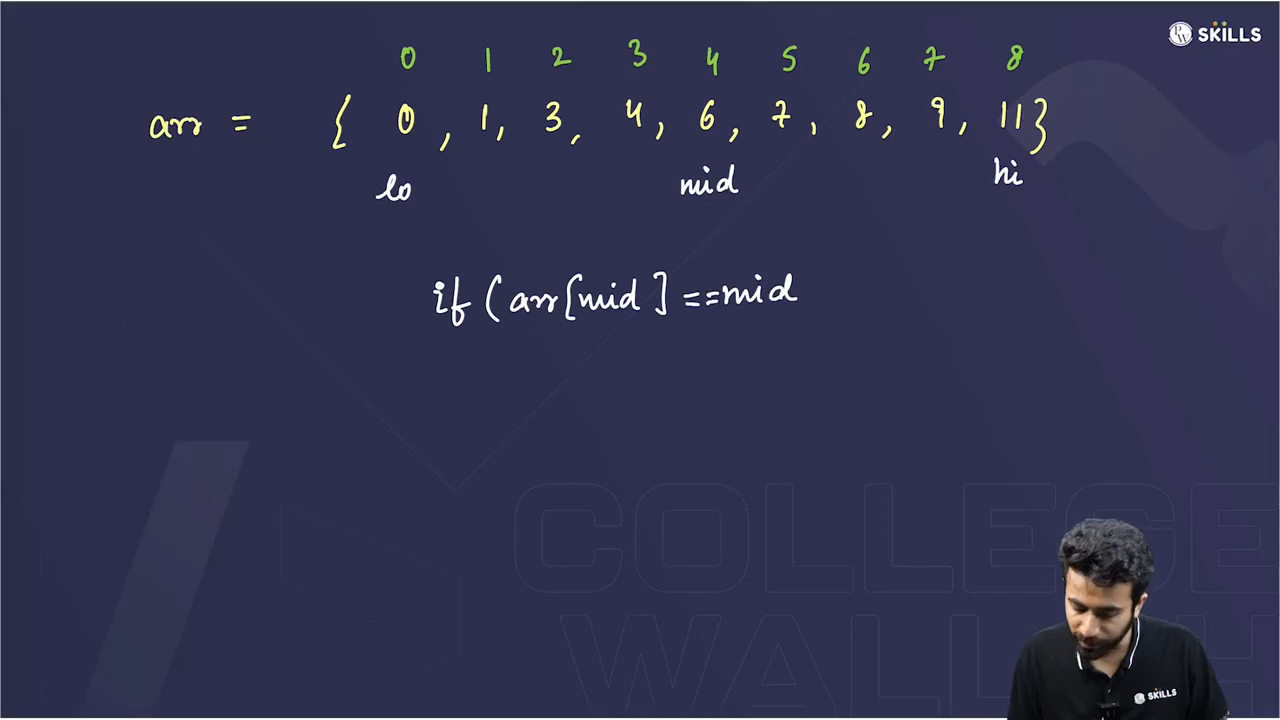 PW SKILLS
0 1 2 3 4 5 6 7 8
arr = { 0, 1, 3, 4, 6, 7, 8, 9, 11}
lo mid hi
if (arr[mid] ==mid
COLLEGE
WALLAH
SKILLS